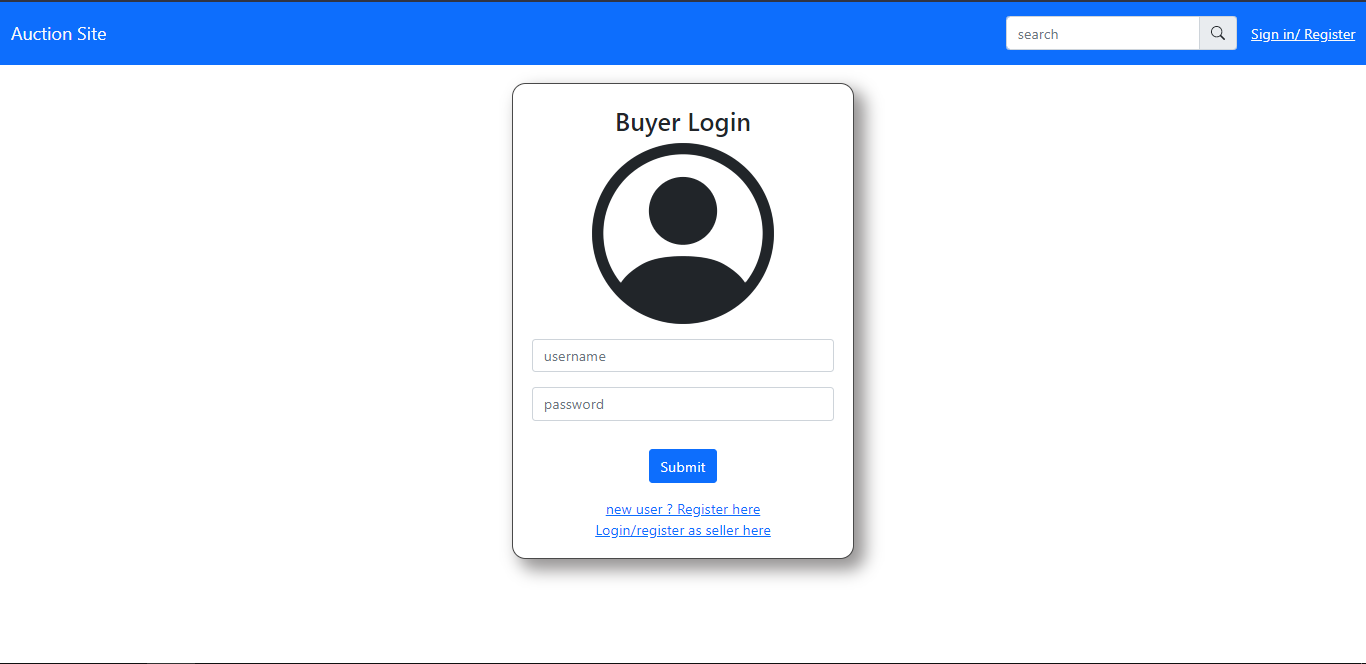 Auction Site
search
Sign in/ Register
Buyer Login
username
password
Submit
new user ? Register here
Login/register as seller here